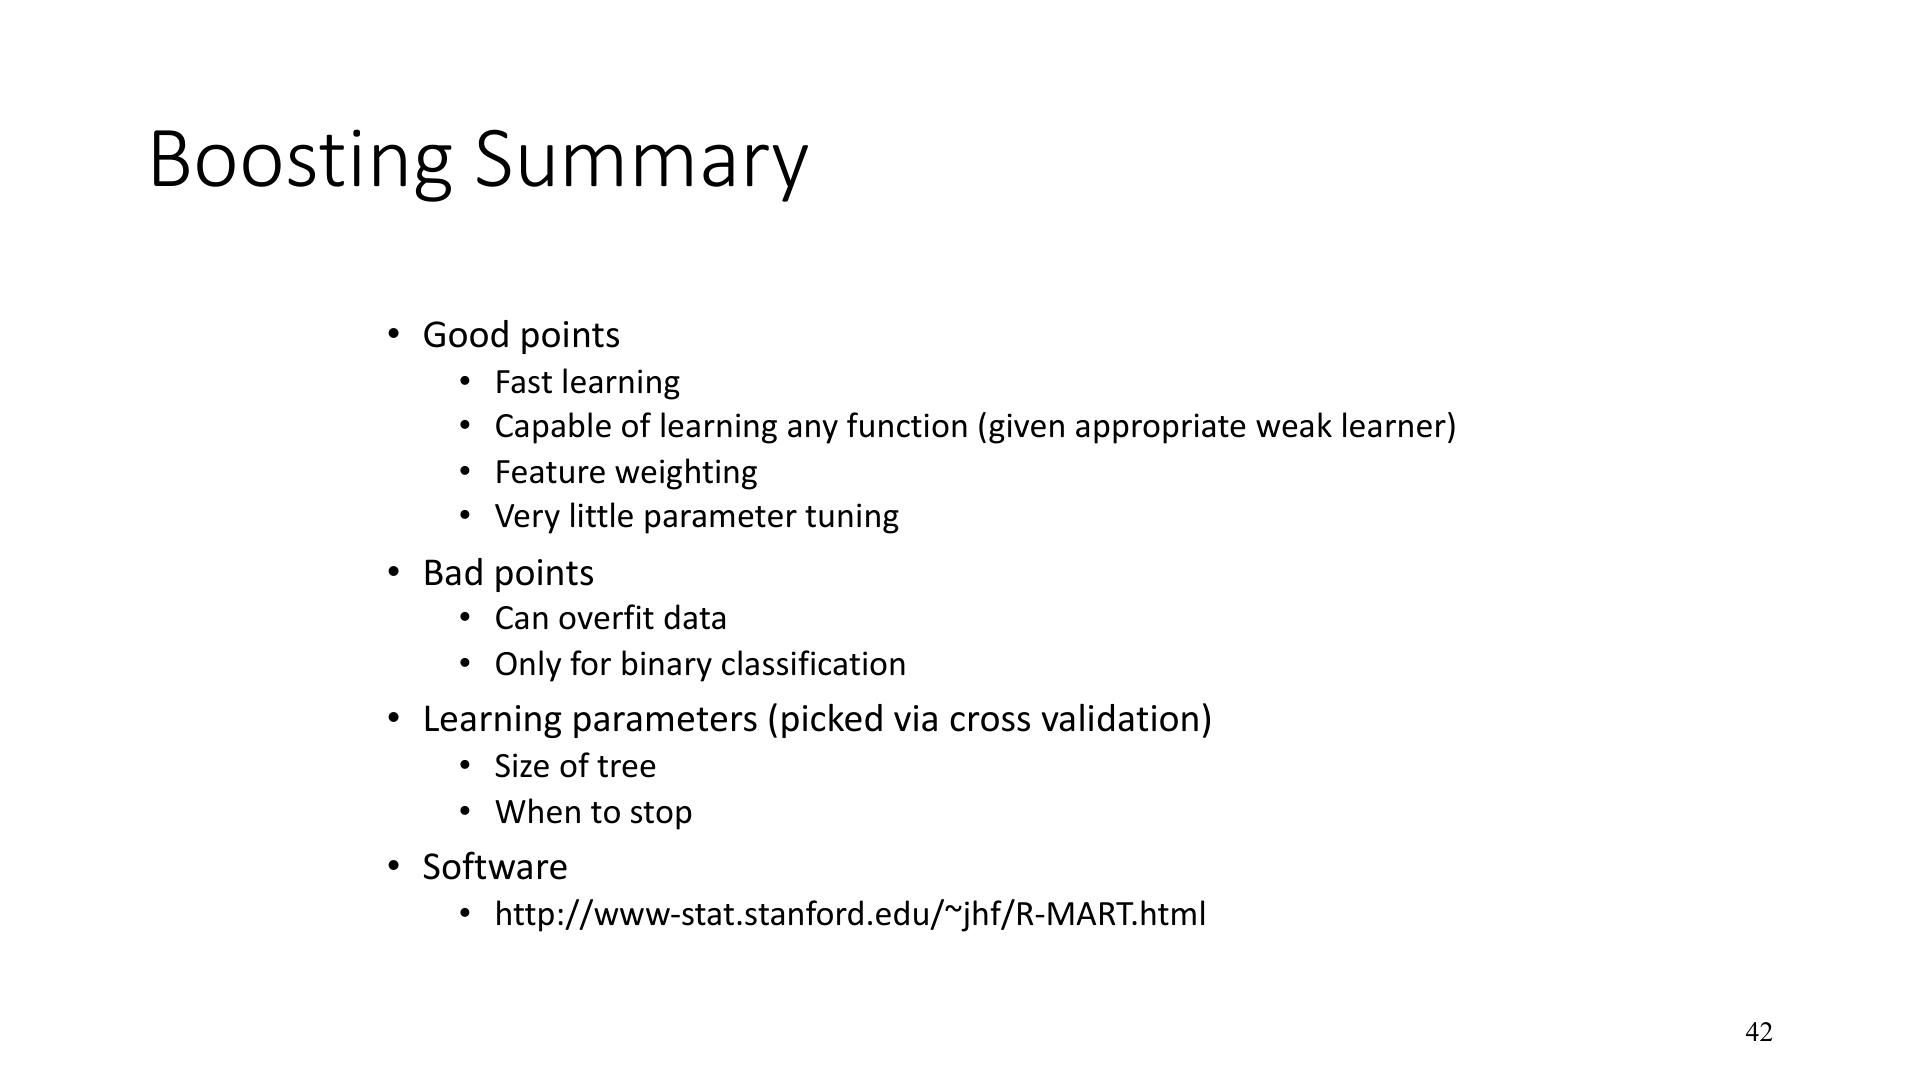 Boosting Summary
• Good points
• Fast learning
• Capable of learning any function (given appropriate weak learner)
• Feature weighting
• Very little parameter tuning
• Bad points
• Can overfit data
• Only for binary classification
• Learning parameters (picked via cross validation)
• Size of tree
• When to stop
• Software
• http://www-stat.stanford.edu/~jhf/R-MART.html
42